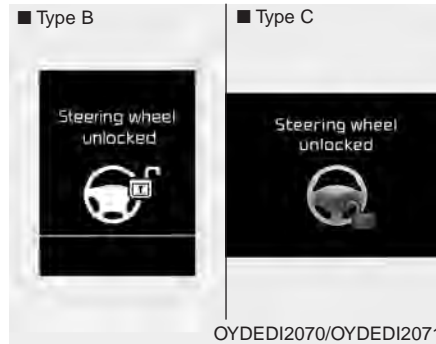 ■ Type B
■ Type C
Steering wheel
unlocked
Steering wheel
unlocked
OYDEDI2070/OYDEDI2071